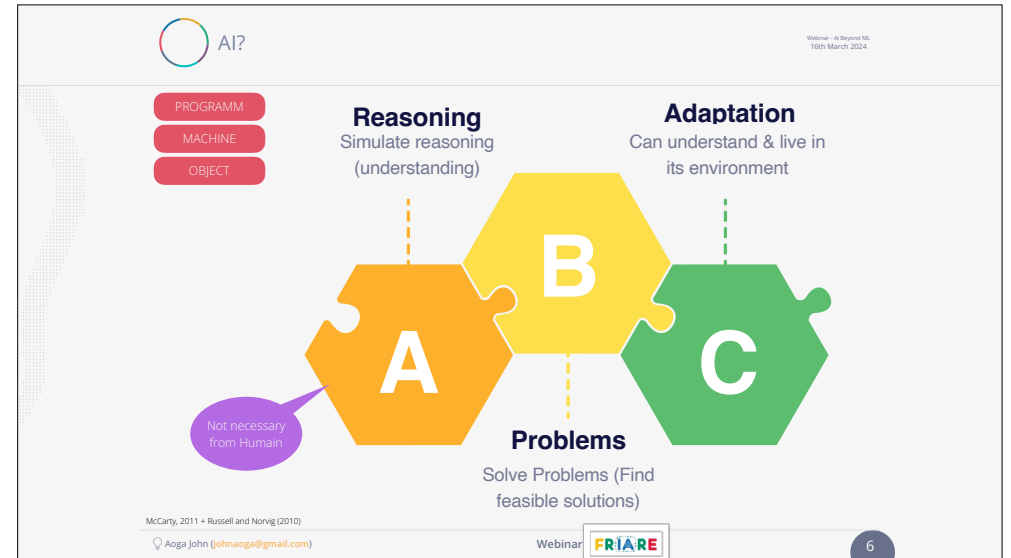 AI?
Webinar - AI Beyond ML
16th March 2024
PROGRAMM
MACHINE
OBJECT
Reasoning
Simulate reasoning
(understanding)
Adaptation
Can understand & live in
its environment
B
A
C
Not necessary
from Humain
Problems
Solve Problems (Find
feasible solutions)
McCarty, 2011 + Russell and Norvig (2010)
Aoga John (johnaoga@gmail.com)
Webinar
FRIARE
6